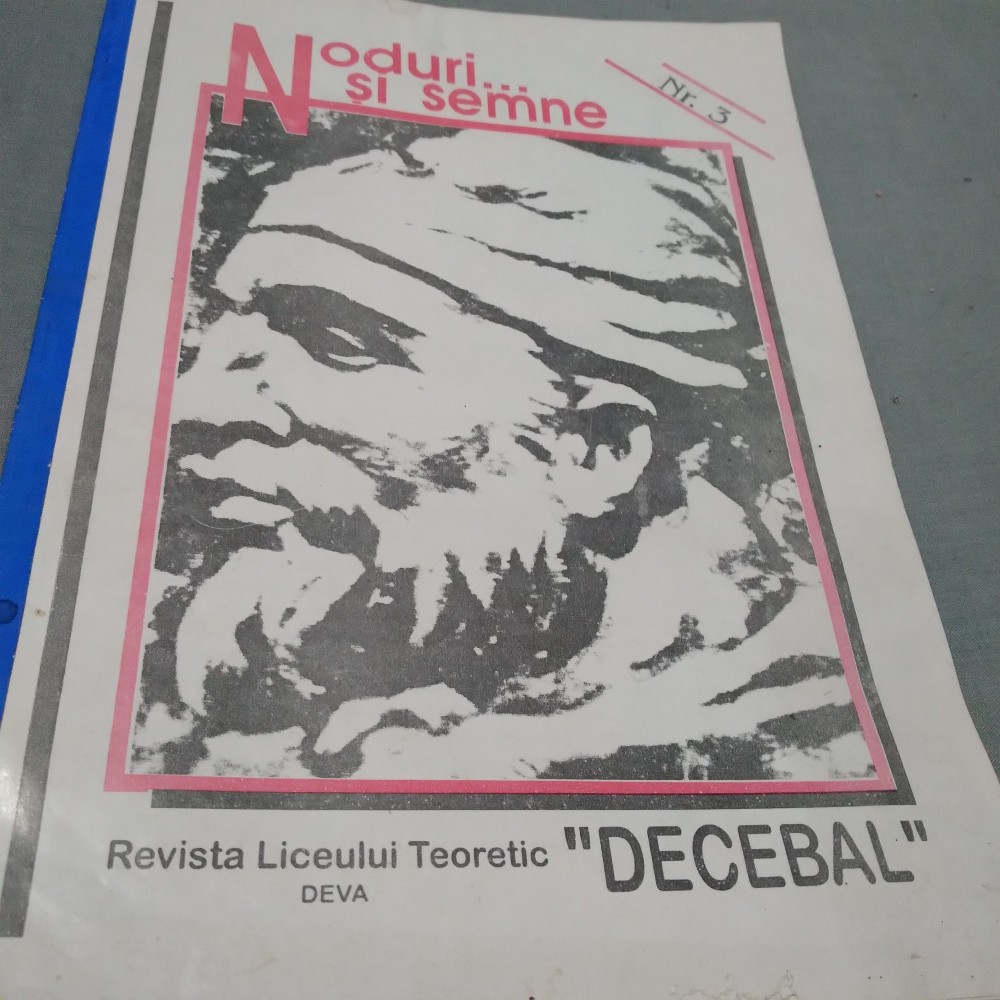 Noduri...
și semne
Nr. 3
Revista Liceului Teoretic "DECEBAL"
DEVA